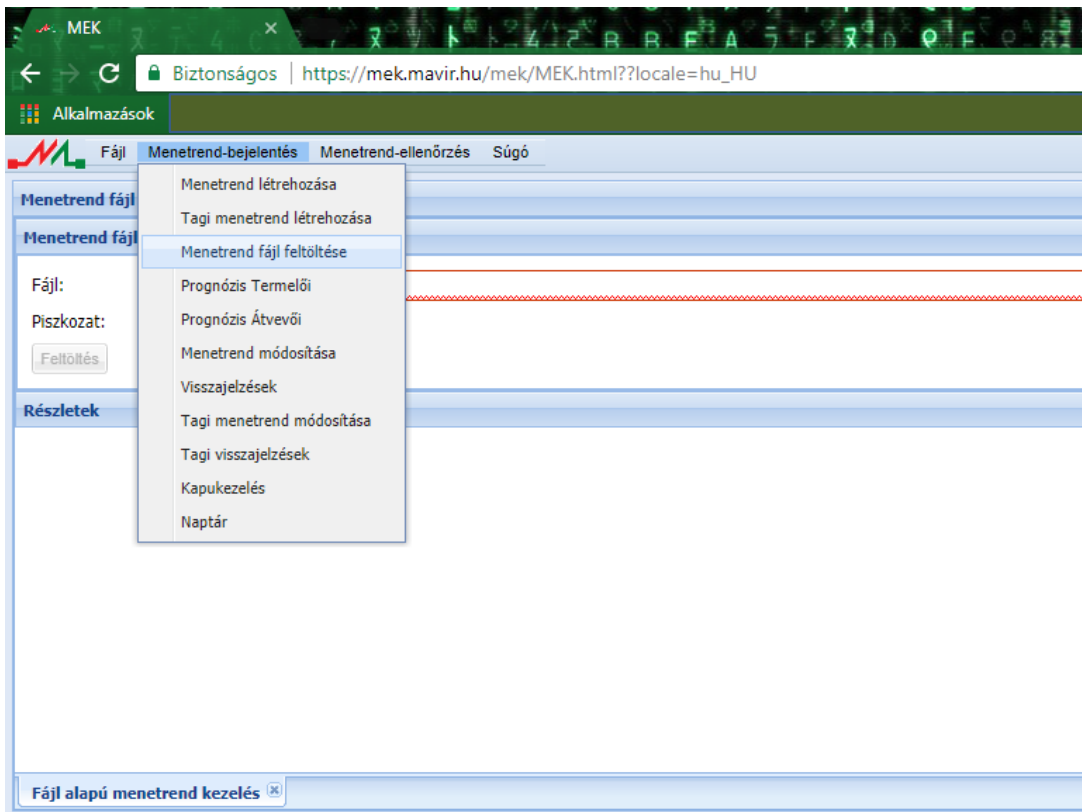 MEK
Biztonságos | https://mek.mavir.hu/mek/MEK.html??locale=hu_HU
Alkalmazások
Fájl Menetrend-bejelentés Menetrend-ellenőrzés Súgó
Menetrend létrehozása
Menetrend fájl
Tagi menetrend létrehozása
Menetrend fájl
Menetrend fájl feltöltése
Fájl:
Prognózis Termelői
Piszkozat:
Prognózis Átvevői
Feltöltés
Menetrend módosítása
Visszajelzések
Részletek
Tagi menetrend módosítása
Tagi visszajelzések
Kapukezelés
Naptár
Fájl alapú menetrend kezelés